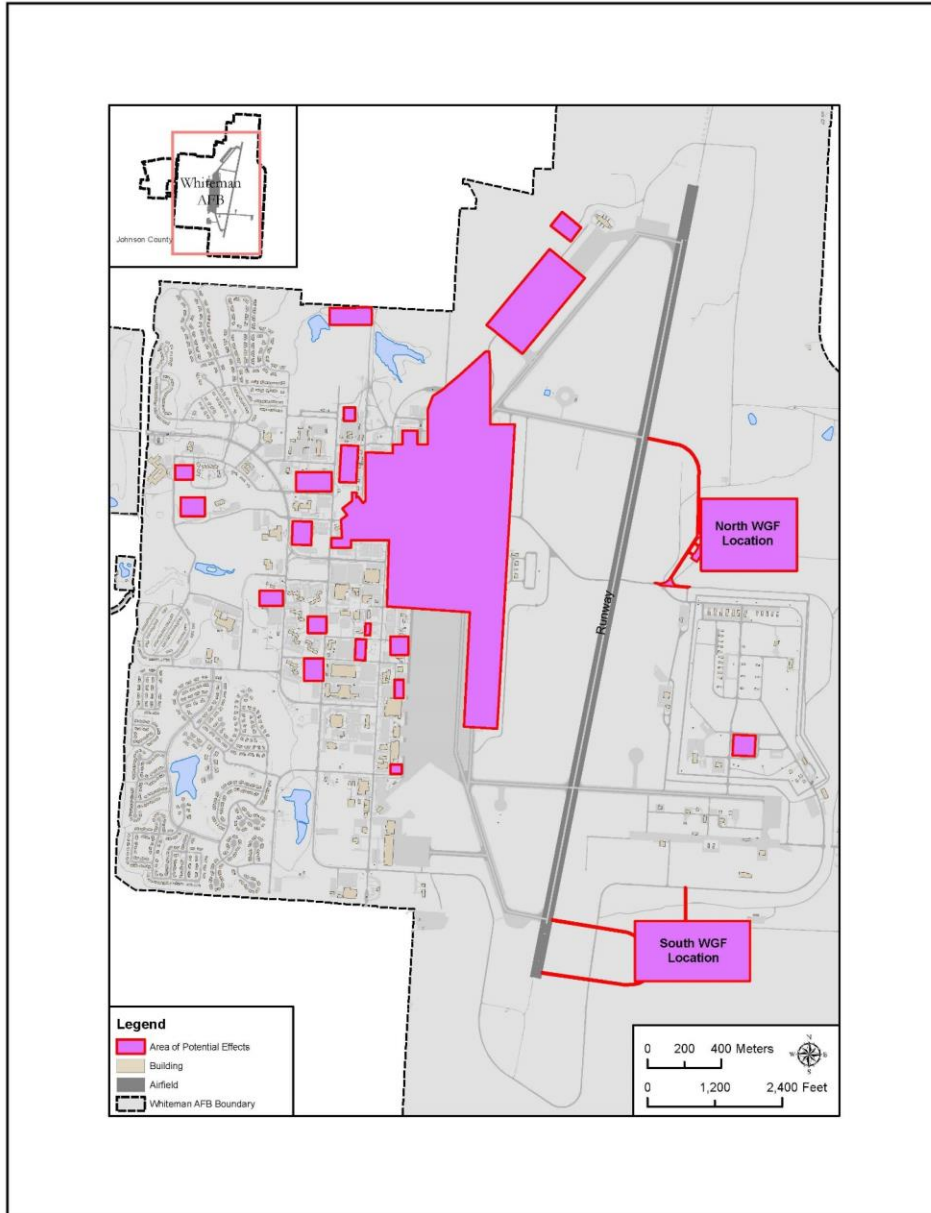 Whiteman
AFB
Johnson County
North WGF
Location
Runway
South WGF
Location
Legend
Area of Potential Effects
Building
Airfield
Whiteman AFB Boundary
0 200 400 Meters
0 1,200 2,400 Feet
N
W E
S